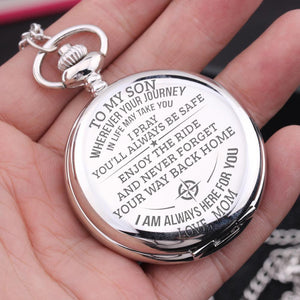 TO MY SON
WHEREVER YOUR JOURNEY
IN LIFE MAY TAKE YOU
I PRAY
YOU'LL ALWAYS BE SAFE
ENJOY THE RIDE
AND NEVER FORGET
YOUR WAY BACK HOME
I AM ALWAYS HERE FOR YOU
LOVE, MOM